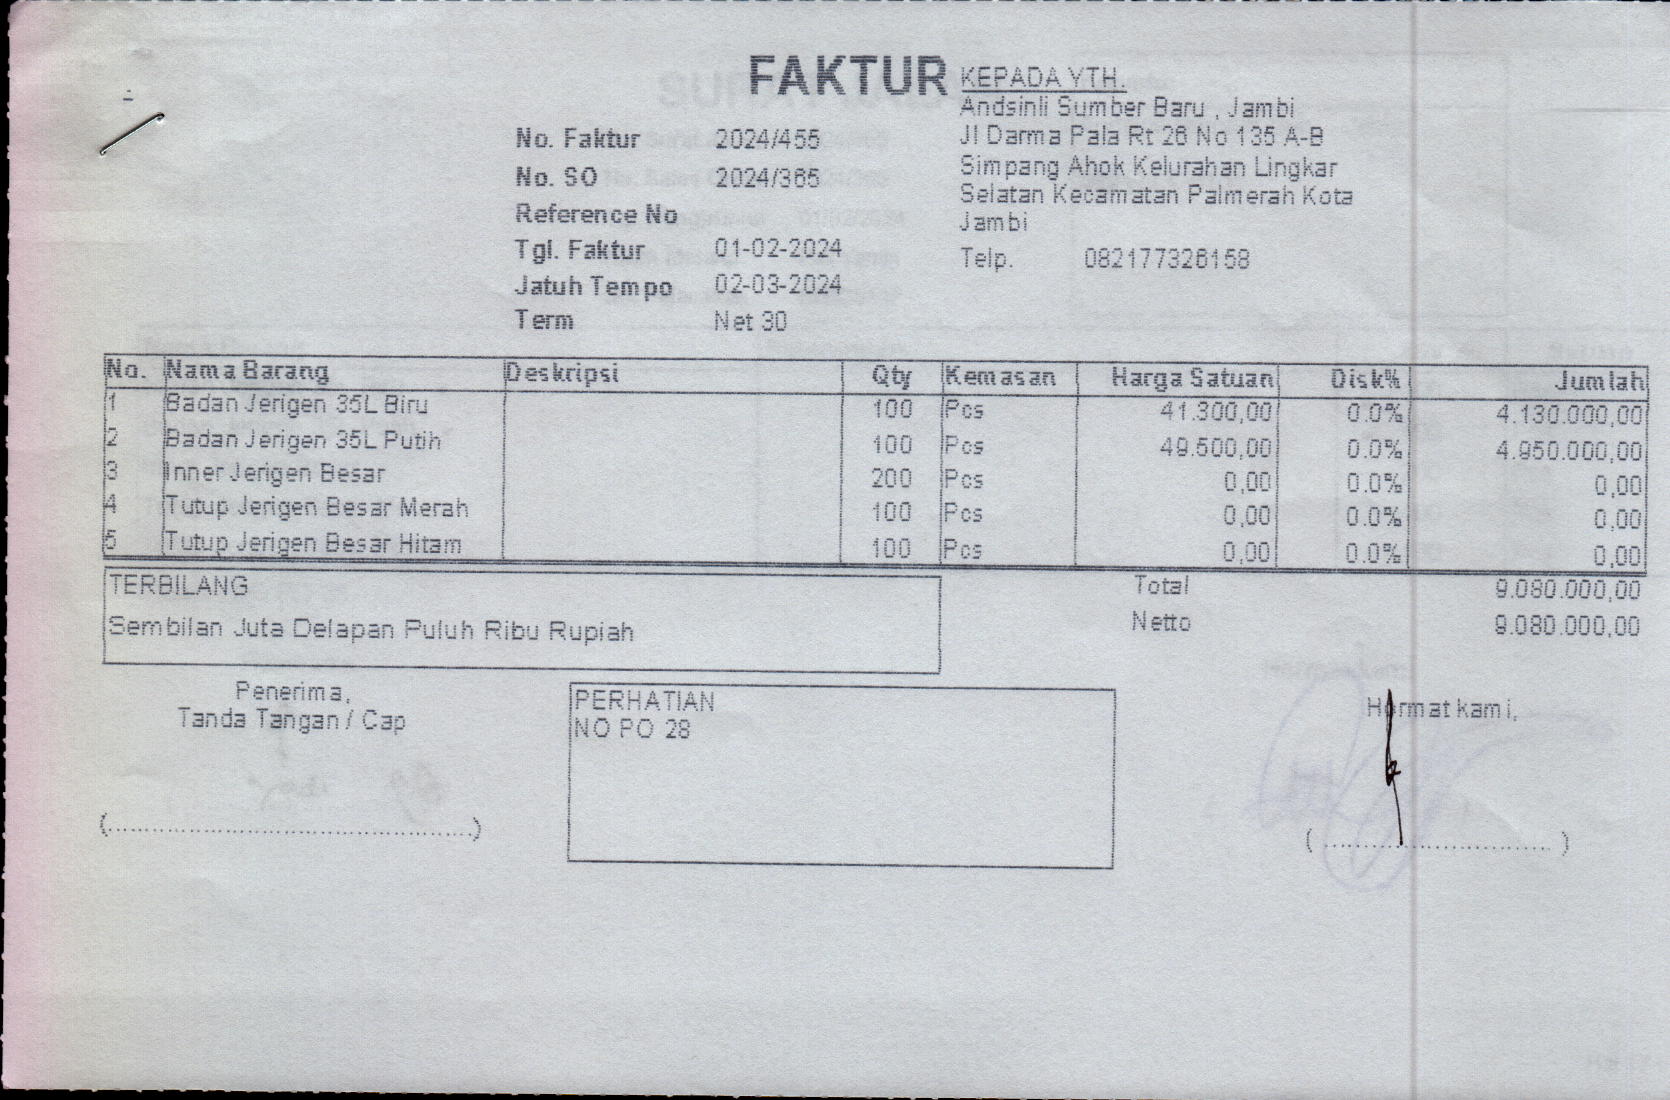 FAKTUR
KEPADA YTH.
Andsinli Sumber Baru , Jambi
Jl Darma Pala Rt 26 No 135 A-B
Simpang Ahok Kelurahan Lingkar
Selatan Kecamatan Palmerah Kota
Jambi
Telp. 082177326158
No. Faktur 2024/455
No. SO 2024/365
Reference No
Tgl. Faktur 01-02-2024
Jatuh Tempo 02-03-2024
Term Net 30
No. Nama Barang Deskripsi Qty Kemasan Harga Satuan Disk% Jumlah
1 Badan Jerigen 35L Biru 100 Pcs 41.300,00 0.0% 4.130.000,00
2 Badan Jerigen 35L Putih 100 Pcs 49.500,00 0.0% 4.950.000,00
3 Inner Jerigen Besar 200 Pcs 0,00 0.0% 0,00
4 Tutup Jerigen Besar Merah 100 Pcs 0,00 0.0% 0,00
5 Tutup Jerigen Besar Hitam 100 Pcs 0,00 0.0% 0,00
TERBILANG
Sembilan Juta Delapan Puluh Ribu Rupiah
Total 9.080.000,00
Netto 9.080.000,00
Penerima,
Tanda Tangan / Cap
(........................................................)
PERHATIAN
NO PO 28
Hormat kami,
( .................................... )